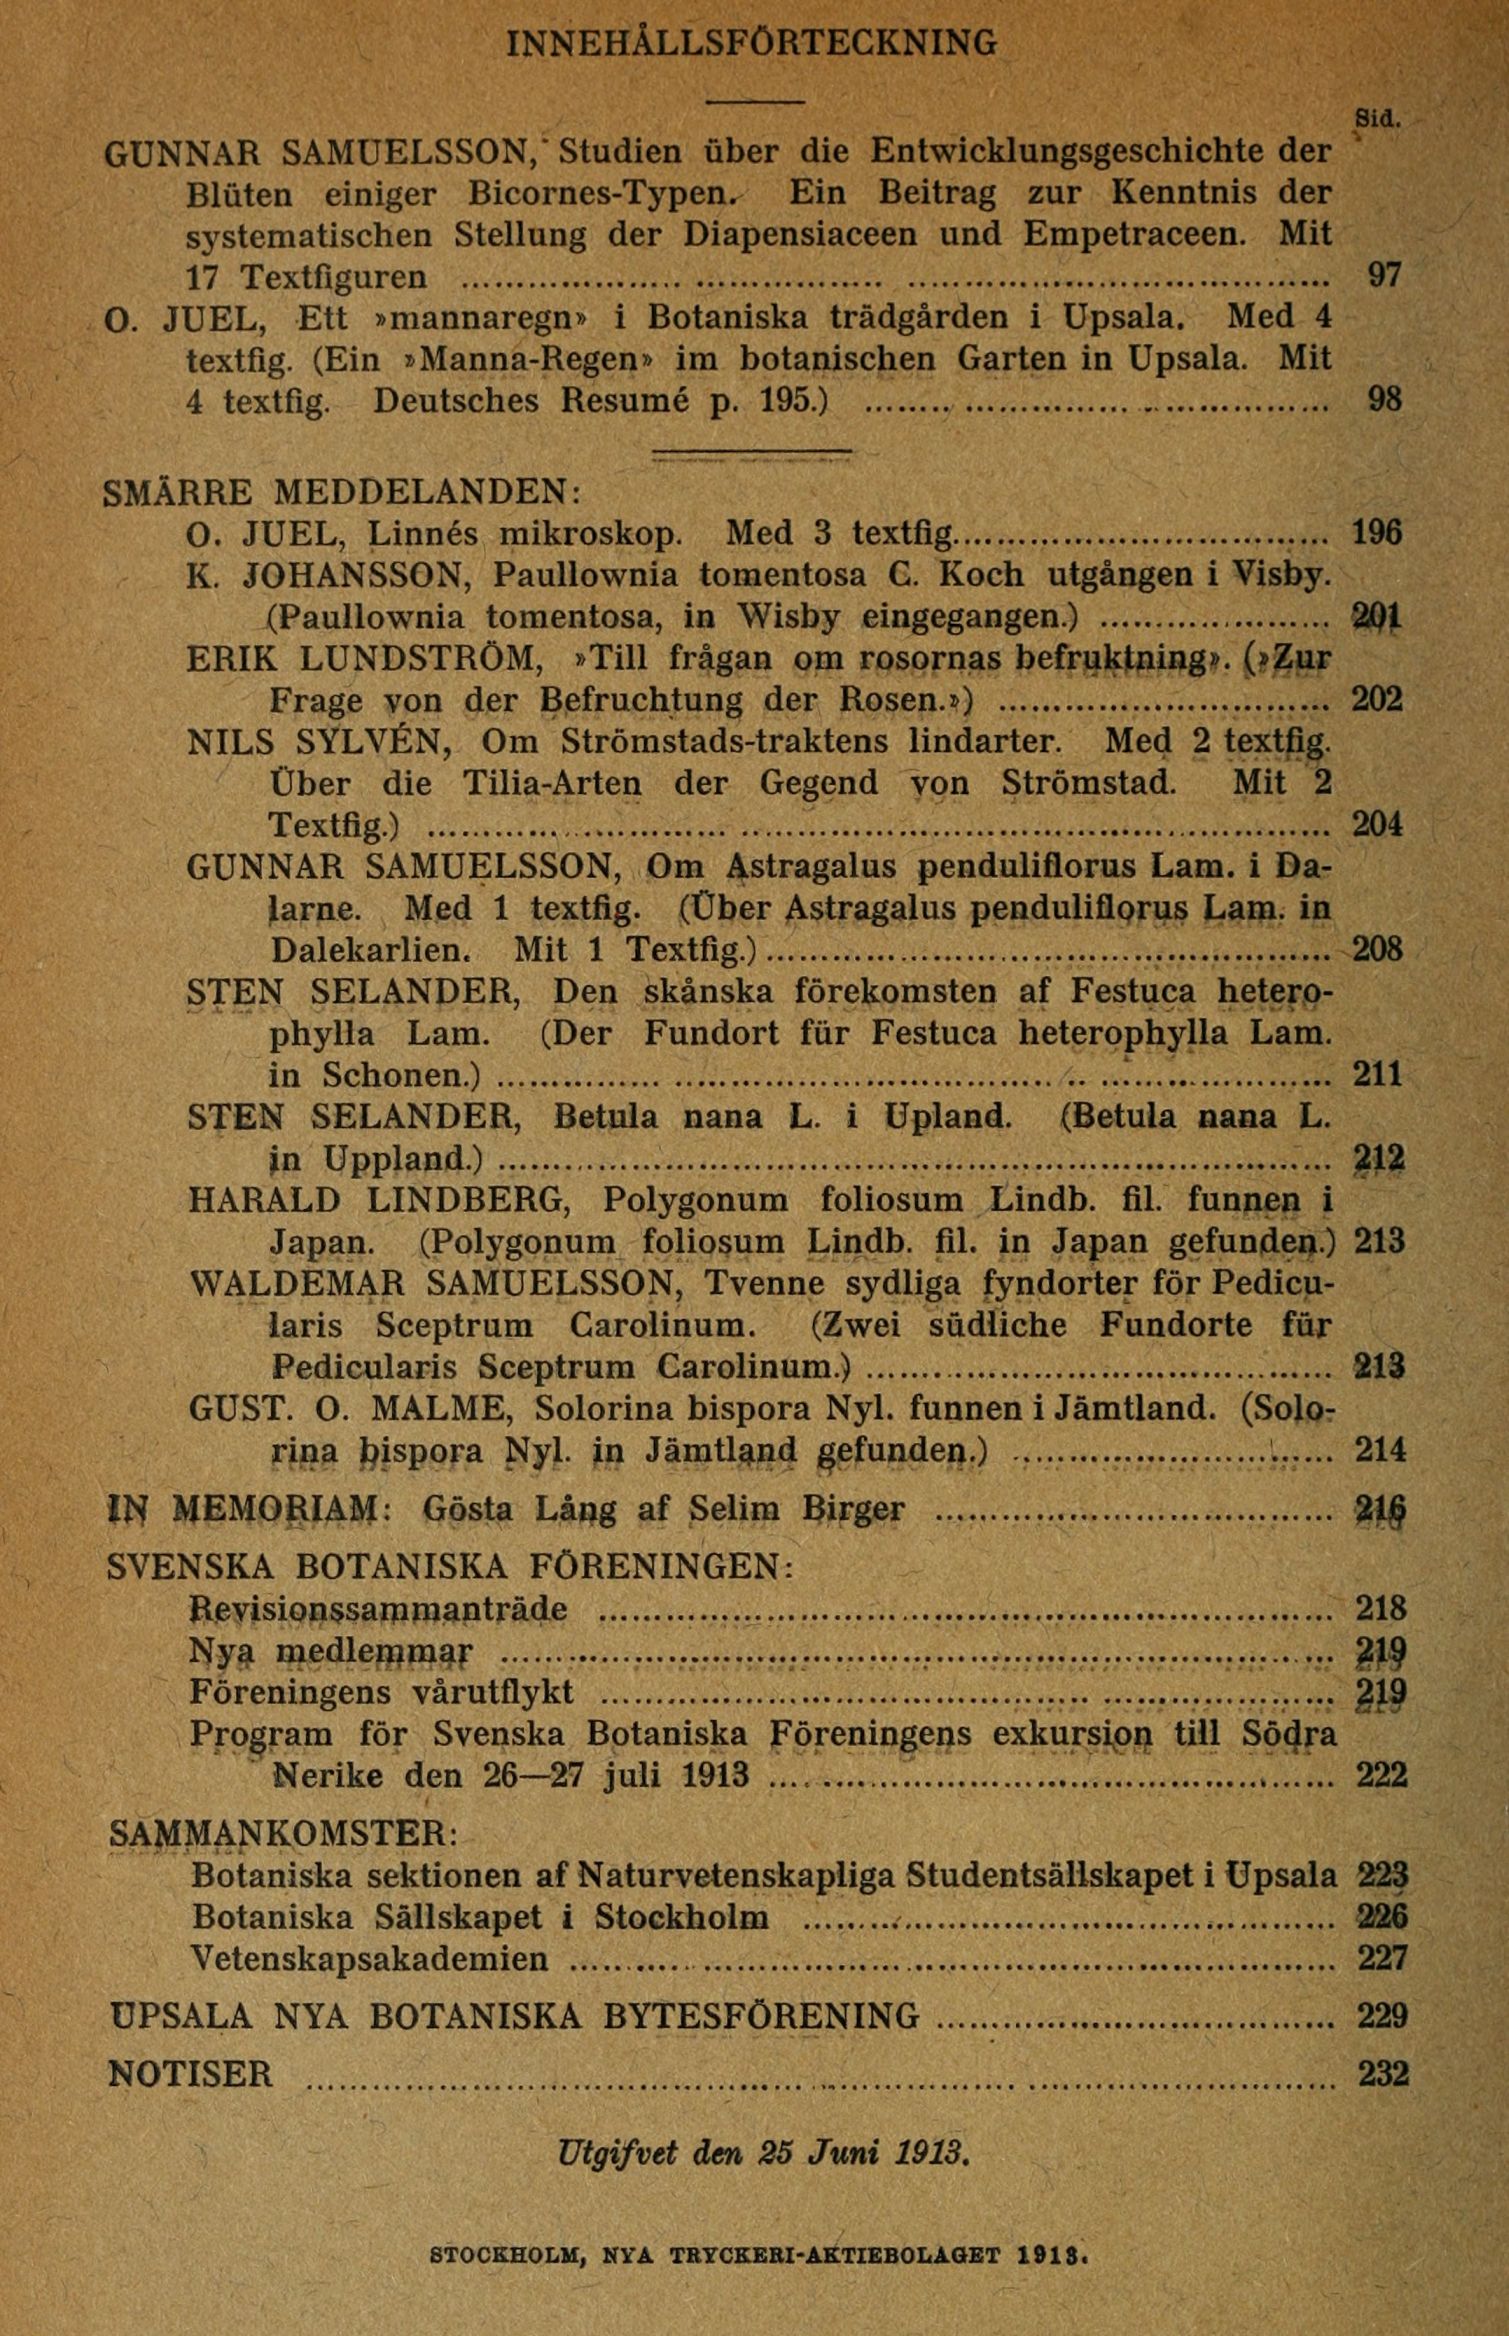 INNEHÅLLSFÖRTECKNING
Sid.
GUNNAR SAMUELSSON, Studien über die Entwicklungsgeschichte der
Blüten einiger Bicornes-Typen. Ein Beitrag zur Kenntnis der
systematischen Stellung der Diapensiaceen und Empetraceen. Mit
17 Textfiguren ........ 97
O. JUEL, Ett »mannaregn» i Botaniska trädgården i Upsala. Med 4
textfig. (Ein »Manna-Regen» im botanischen Garten in Upsala. Mit
4 textfig. Deutsches Resumé p. 195.) ........ 98
SMÄRRE MEDDELANDEN:
O. JUEL, Linnés mikroskop. Med 3 textfig. ........ 196
K. JOHANSSON, Paullownia tomentosa C. Koch utgången i Visby.
(Paullownia tomentosa, in Wisby eingegangen.) ........ 201
ERIK LUNDSTRÖM, »Till frågan om rosornas befruktning». (»Zur
Frage von der Befruchtung der Rosen.») ........ 202
NILS SYLVÉN, Om Strömstads-traktens lindarter. Med 2 textfig.
Über die Tilia-Arten der Gegend von Strömstad. Mit 2
Textfig.) ........ 204
GUNNAR SAMUELSSON, Om Astragalus penduliflorus Lam. i Da-
larne. Med 1 textfig. (Über Astragalus penduliflorus Lam. in
Dalekarlien. Mit 1 Textfig.) ........ 208
STEN SELANDER, Den skånska förekomsten af Festuca hetero-
phylla Lam. (Der Fundort für Festuca heterophylla Lam.
in Schonen.) ........ 211
STEN SELANDER, Betula nana L. i Upland. (Betula nana L.
in Uppland.) ........ 212
HARALD LINDBERG, Polygonum foliosum Lindb. fil. funnen i
Japan. (Polygonum foliosum Lindb. fil. in Japan gefunden.) 213
WALDEMAR SAMUELSSON, Tvenne sydliga fyndorter för Pedicu-
laris Sceptrum Carolinum. (Zwei südliche Fundorte für
Pedicularis Sceptrum Carolinum.) ........ 213
GUST. O. MALME, Solorina bispora Nyl. funnen i Jämtland. (Solo-
rina bispora Nyl. in Jämtland gefunden.) ........ 214
IN MEMORIAM: Gösta Lång af Selim Birger ........ 216
SVENSKA BOTANISKA FÖRENINGEN:
Revisionssammanträde ........ 218
Nya medlemmar ........ 219
Föreningens vårutflykt ........ 219
Program för Svenska Botaniska Föreningens exkursion till Södra
Nerike den 26—27 juli 1913 ........ 222
SAMMANKOMSTER:
Botaniska sektionen af Naturvetenskapliga Studentsällskapet i Upsala 223
Botaniska Sällskapet i Stockholm ........ 226
Vetenskapsakademien ........ 227
UPSALA NYA BOTANISKA BYTESFÖRENING ........ 229
NOTISER ........ 232
Utgifvet den 25 Juni 1913.
STOCKHOLM, NYA TRYCKERI-AKTIEBOLAGET 1913.